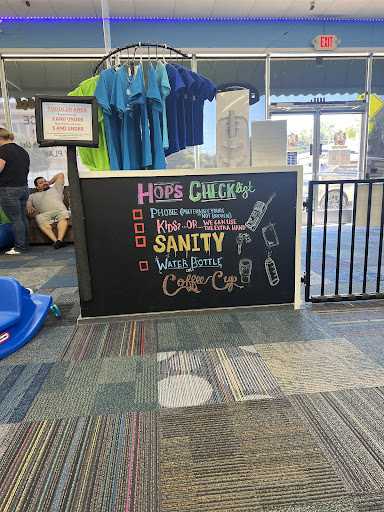 EXIT
TODDLER AREA
3 AND UNDER
5 AND UNDER
HOPS CHECKlist
PHONE (PREFERABLY YOURS & NOT BROKEN)
KIDS?...OR... WE CAN USE THE EXTRA HAND
SANITY
WATER BOTTLE
OR
COFFEE CUP